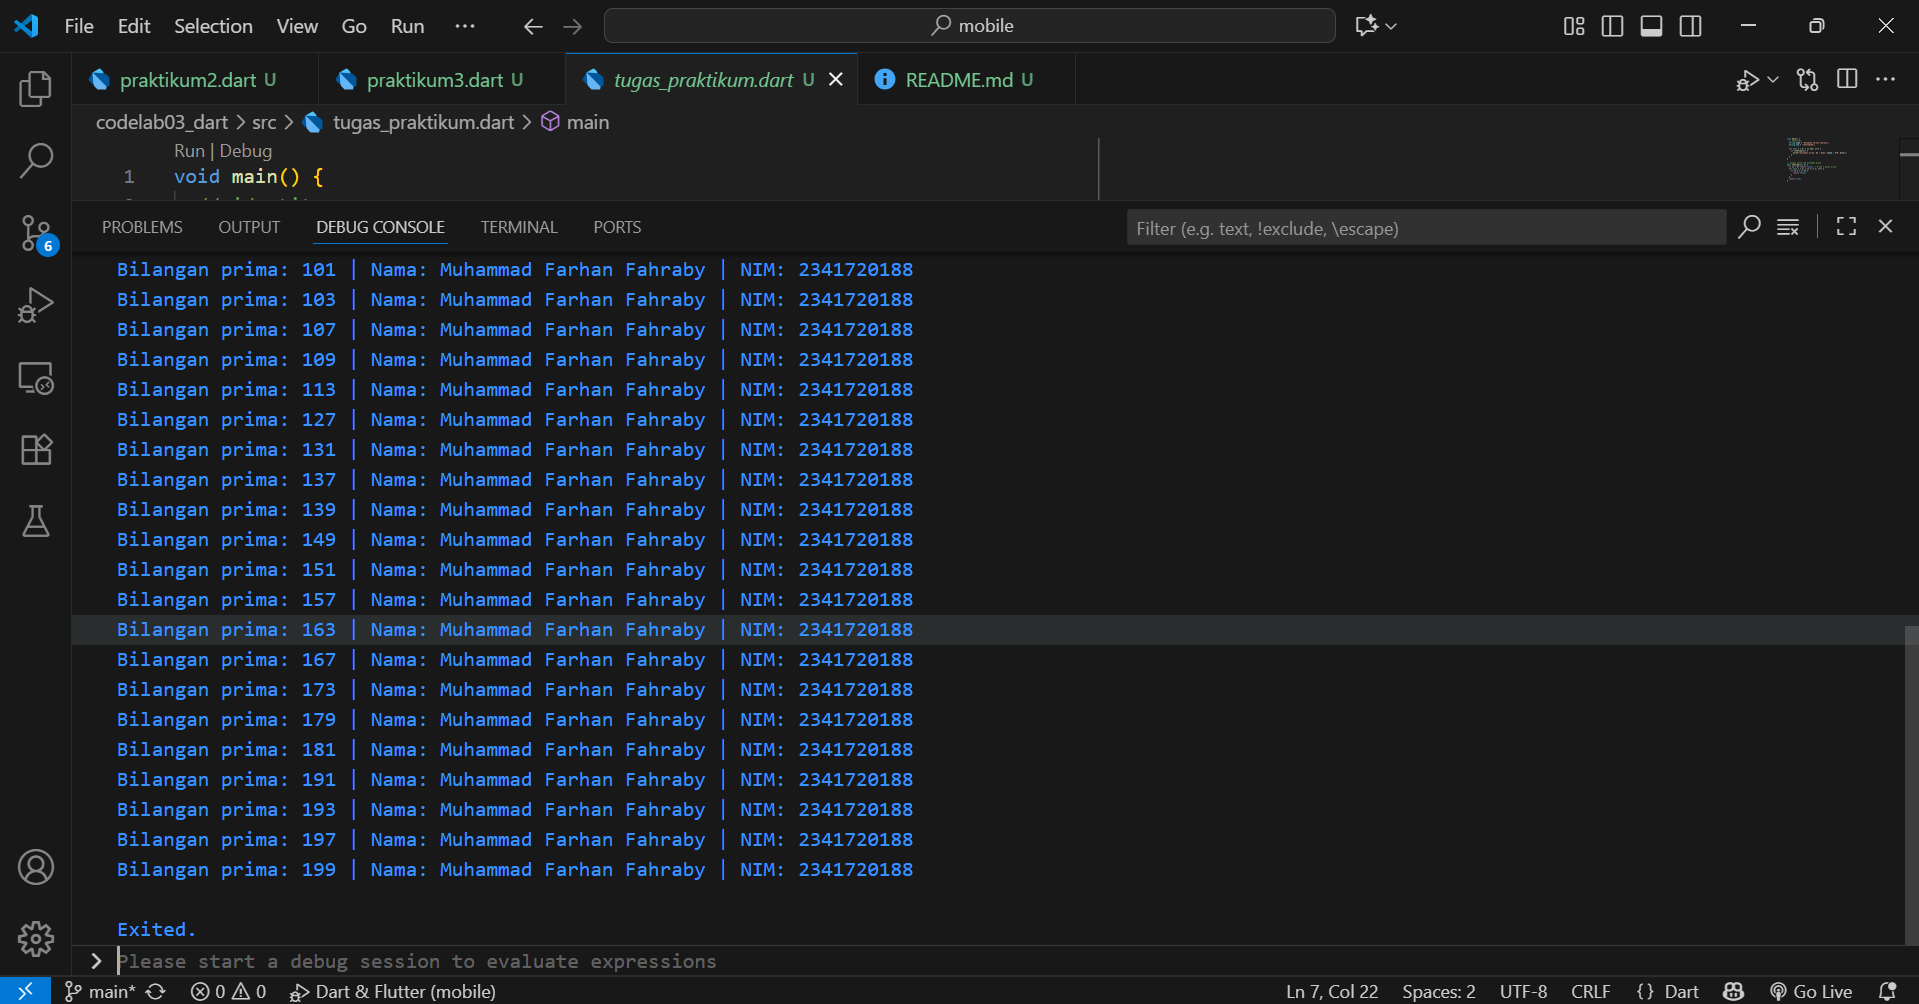 File Edit Selection View Go Run ··· mobile
praktikum2.dart U praktikum3.dart U tugas_praktikum.dart U README.md U
codelab03_dart > src > tugas_praktikum.dart > main
Run | Debug
1 void main() {
PROBLEMS OUTPUT DEBUG CONSOLE TERMINAL PORTS Filter (e.g. text, !exclude, \escape)
6
Bilangan prima: 101 | Nama: Muhammad Farhan Fahraby | NIM: 2341720188
Bilangan prima: 103 | Nama: Muhammad Farhan Fahraby | NIM: 2341720188
Bilangan prima: 107 | Nama: Muhammad Farhan Fahraby | NIM: 2341720188
Bilangan prima: 109 | Nama: Muhammad Farhan Fahraby | NIM: 2341720188
Bilangan prima: 113 | Nama: Muhammad Farhan Fahraby | NIM: 2341720188
Bilangan prima: 127 | Nama: Muhammad Farhan Fahraby | NIM: 2341720188
Bilangan prima: 131 | Nama: Muhammad Farhan Fahraby | NIM: 2341720188
Bilangan prima: 137 | Nama: Muhammad Farhan Fahraby | NIM: 2341720188
Bilangan prima: 139 | Nama: Muhammad Farhan Fahraby | NIM: 2341720188
Bilangan prima: 149 | Nama: Muhammad Farhan Fahraby | NIM: 2341720188
Bilangan prima: 151 | Nama: Muhammad Farhan Fahraby | NIM: 2341720188
Bilangan prima: 157 | Nama: Muhammad Farhan Fahraby | NIM: 2341720188
Bilangan prima: 163 | Nama: Muhammad Farhan Fahraby | NIM: 2341720188
Bilangan prima: 167 | Nama: Muhammad Farhan Fahraby | NIM: 2341720188
Bilangan prima: 173 | Nama: Muhammad Farhan Fahraby | NIM: 2341720188
Bilangan prima: 179 | Nama: Muhammad Farhan Fahraby | NIM: 2341720188
Bilangan prima: 181 | Nama: Muhammad Farhan Fahraby | NIM: 2341720188
Bilangan prima: 191 | Nama: Muhammad Farhan Fahraby | NIM: 2341720188
Bilangan prima: 193 | Nama: Muhammad Farhan Fahraby | NIM: 2341720188
Bilangan prima: 197 | Nama: Muhammad Farhan Fahraby | NIM: 2341720188
Bilangan prima: 199 | Nama: Muhammad Farhan Fahraby | NIM: 2341720188
Exited.
> Please start a debug session to evaluate expressions
main* 0 0 Dart & Flutter (mobile) Ln 7, Col 22 Spaces: 2 UTF-8 CRLF {} Dart Go Live